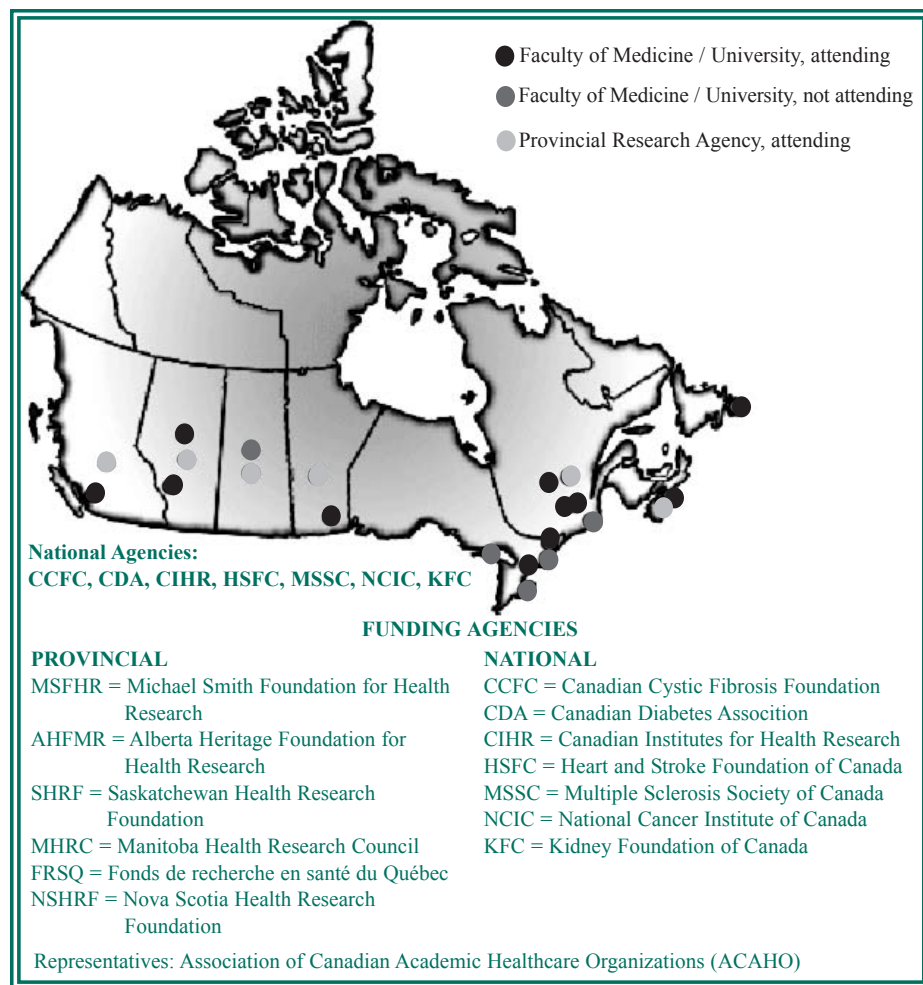 Faculty of Medicine / University, attending
Faculty of Medicine / University, not attending
Provincial Research Agency, attending
National Agencies:
CCFC, CDA, CIHR, HSFC, MSSC, NCIC, KFC
FUNDING AGENCIES
PROVINCIAL
MSFHR = Michael Smith Foundation for Health
Research
AHFMR = Alberta Heritage Foundation for
Health Research
SHRF = Saskatchewan Health Research
Foundation
MHRC = Manitoba Health Research Council
FRSQ = Fonds de recherche en santé du Québec
NSHRF = Nova Scotia Health Research
Foundation
NATIONAL
CCFC = Canadian Cystic Fibrosis Foundation
CDA = Canadian Diabetes Assocition
CIHR = Canadian Institutes for Health Research
HSFC = Heart and Stroke Foundation of Canada
MSSC = Multiple Sclerosis Society of Canada
NCIC = National Cancer Institute of Canada
KFC = Kidney Foundation of Canada
Representatives: Association of Canadian Academic Healthcare Organizations (ACAHO)